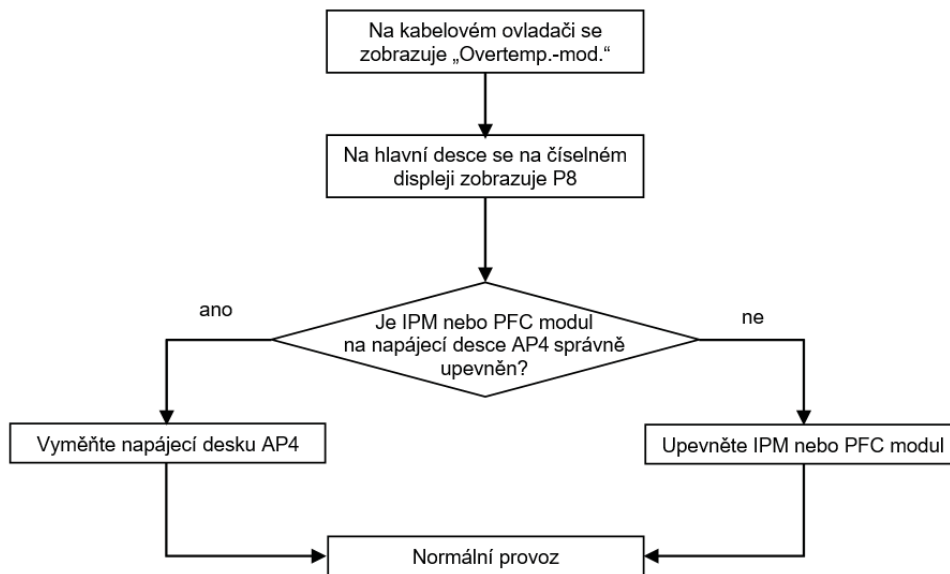 Na kabelovém ovladači se
zobrazuje „Overtemp.-mod.“
Na hlavní desce se na číselném
displeji zobrazuje P8
ano
Je IPM nebo PFC modul
na napájecí desce AP4 správně
upevněn?
ne
Vyměňte napájecí desku AP4
Upevněte IPM nebo PFC modul
Normální provoz